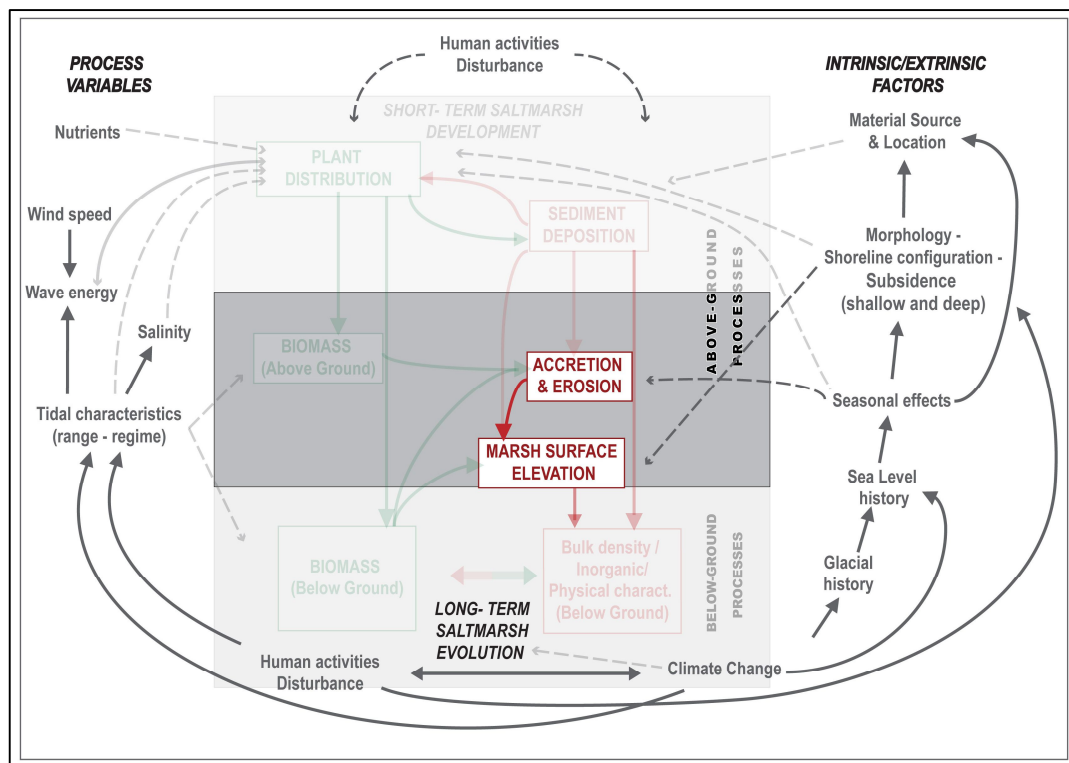 Human activities
Disturbance
PROCESS
VARIABLES
INTRINSIC/EXTRINSIC
FACTORS
SHORT- TERM SALTMARSH
DEVELOPMENT
Nutrients
Material Source
& Location
PLANT
DISTRIBUTION
Wind speed
SEDIMENT
DEPOSITION
Morphology -
Shoreline configuration -
Subsidence
(shallow and deep)
Wave energy
Salinity
ABOVE-GROUND
PROCESSSES
BIOMASS
(Above Ground)
ACCRETION
& EROSION
Tidal characteristics
(range - regime)
Seasonal effects
MARSH SURFACE
ELEVATION
Sea Level
history
BIOMASS
(Below Ground)
Bulk density /
Inorganic/
Physical charact.
(Below Ground)
BELOW-GROUND
PROCESSES
Glacial
history
LONG- TERM
SALTMARSH
EVOLUTION
Human activities
Disturbance
Climate Change